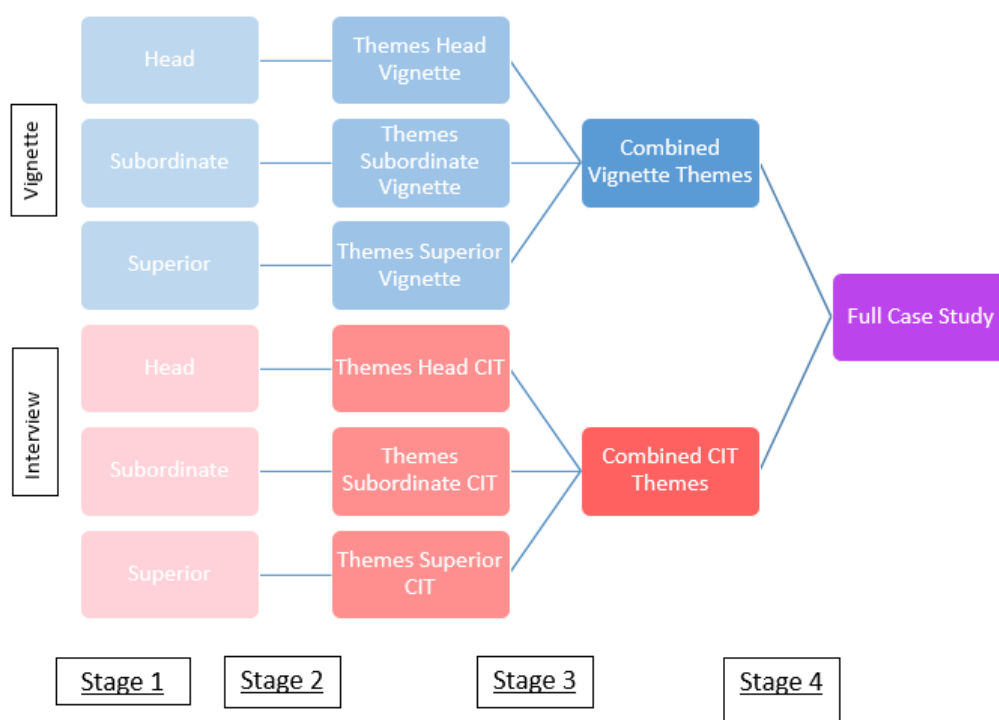 Vignette
Head
Themes Head
Vignette
Subordinate
Themes
Subordinate
Vignette
Superior
Themes Superior
Vignette
Combined
Vignette Themes
Full Case Study
Interview
Head
Themes Head CIT
Subordinate
Themes
Subordinate CIT
Superior
Themes Superior
CIT
Combined CIT
Themes
Stage 1
Stage 2
Stage 3
Stage 4